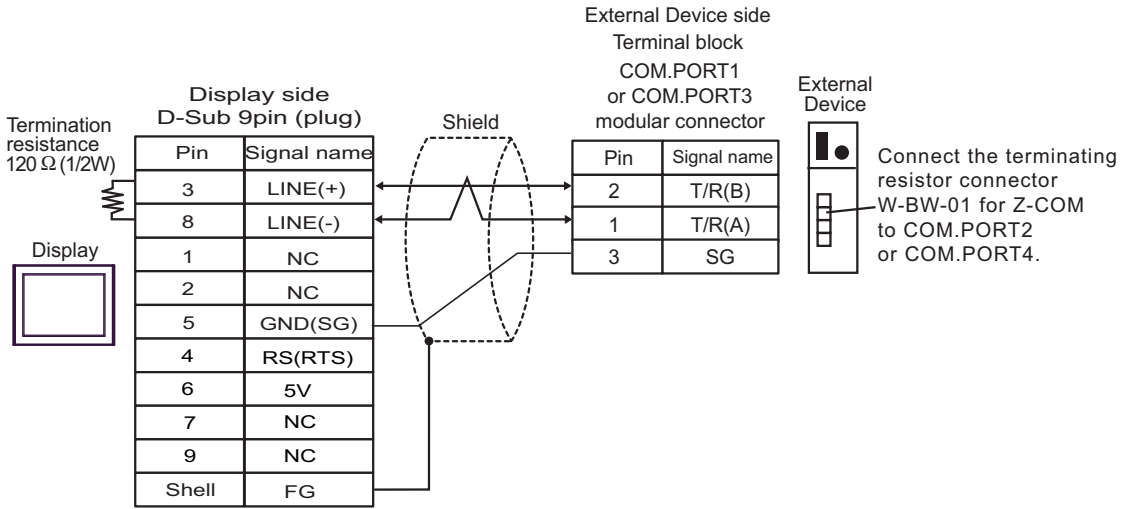 External Device side
Terminal block
COM.PORT1
or COM.PORT3
modular connector
External
Device
Display side
D-Sub 9pin (plug)
Termination
resistance
120 Ω (1/2W)
Shield
Pin Signal name
3 LINE(+)
8 LINE(-)
1 NC
2 NC
5 GND(SG)
4 RS(RTS)
6 5V
7 NC
9 NC
Shell FG
Display
Pin Signal name
2 T/R(B)
1 T/R(A)
3 SG
Connect the terminating
resistor connector
W-BW-01 for Z-COM
to COM.PORT2
or COM.PORT4.